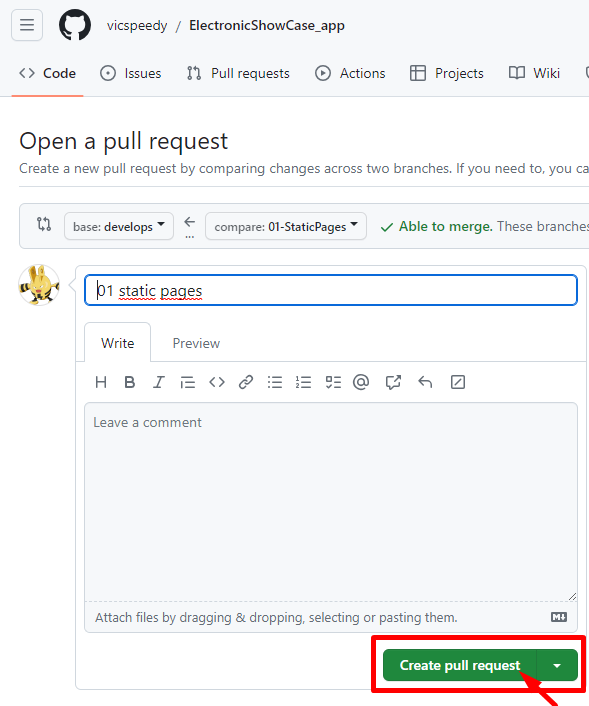 vicspeedy / ElectronicShowCase_app
Code Issues Pull requests Actions Projects Wiki
Open a pull request
Create a new pull request by comparing changes across two branches. If you need to, you ca
base: develops ... compare: 01-StaticPages Able to merge. These branches
01 static pages
Write Preview
H B I
Leave a comment
Attach files by dragging & dropping, selecting or pasting them.
Create pull request